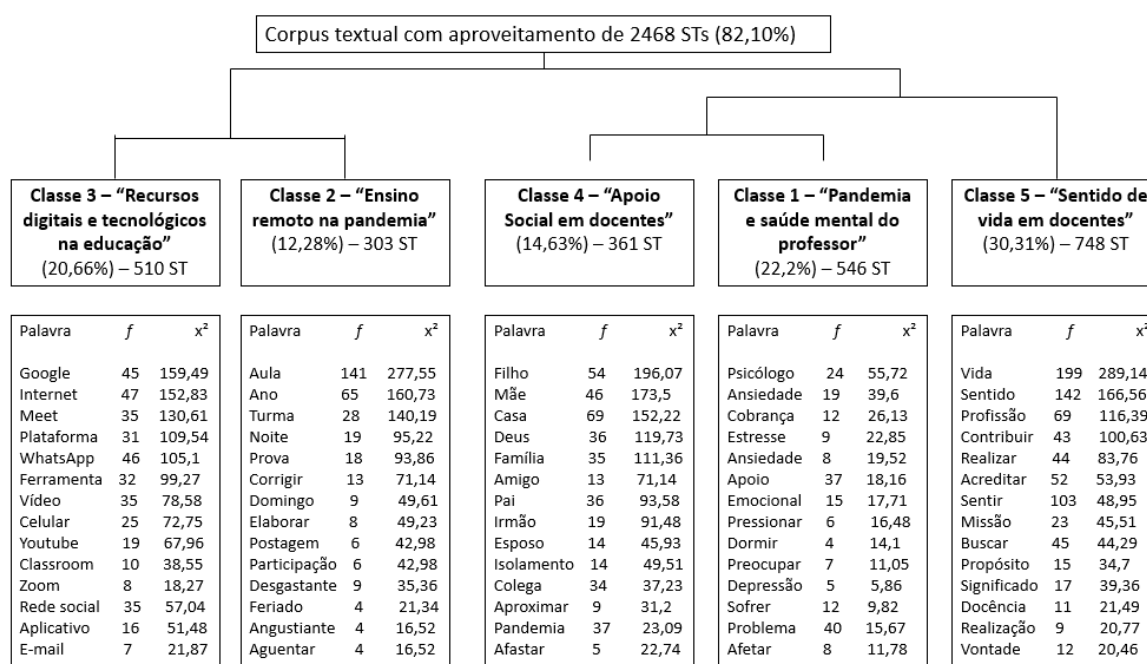 Corpus textual com aproveitamento de 2468 STs (82,10%)
Classe 3 – “Recursos
digitais e tecnológicos
na educação”
(20,66%) – 510 ST
Classe 2 – “Ensino
remoto na pandemia”
(12,28%) – 303 ST
Classe 4 – “Apoio
Social em docentes”
(14,63%) – 361 ST
Classe 1 – “Pandemia
e saúde mental do
professor”
(22,2%) – 546 ST
Classe 5 – “Sentido de
vida em docentes”
(30,31%) – 748 ST
Palavra f x²
Google 45 159,49
Internet 47 152,83
Meet 35 130,61
Plataforma 31 109,54
WhatsApp 46 105,1
Ferramenta 32 99,27
Vídeo 35 78,58
Celular 25 72,75
Youtube 19 67,96
Classroom 10 38,55
Zoom 8 18,27
Rede social 35 57,04
Aplicativo 16 51,48
E-mail 7 21,87
Palavra f x²
Aula 141 277,55
Ano 65 160,73
Turma 28 140,19
Noite 19 95,22
Prova 18 93,86
Corrigir 13 71,14
Domingo 9 49,61
Elaborar 8 49,23
Postagem 6 42,98
Participação 6 42,98
Desgastante 9 35,36
Feriado 4 21,34
Angustiante 4 16,52
Aguentar 4 16,52
Palavra f x²
Filho 54 196,07
Mãe 46 173,5
Casa 69 152,22
Deus 36 119,73
Família 35 111,36
Amigo 13 71,14
Pai 36 93,58
Irmão 19 91,48
Esposo 14 45,93
Isolamento 14 49,51
Colega 34 37,23
Aproximar 9 31,2
Pandemia 37 23,09
Afastar 5 22,74
Palavra f x²
Psicólogo 24 55,72
Ansiedade 19 39,6
Cobrança 12 26,13
Estresse 9 22,85
Ansiedade 8 19,52
Apoio 37 18,16
Emocional 15 17,71
Pressionar 6 16,48
Dormir 4 14,1
Preocupar 7 11,05
Depressão 5 5,86
Sofrer 12 9,82
Problema 40 15,67
Afetar 8 11,78
Palavra f x²
Vida 199 289,14
Sentido 142 166,56
Profissão 69 116,39
Contribuir 43 100,63
Realizar 44 83,76
Acreditar 52 53,93
Sentir 103 48,95
Missão 23 45,51
Buscar 45 44,29
Propósito 15 34,7
Significado 17 39,36
Docência 11 21,49
Realização 9 20,77
Vontade 12 20,46